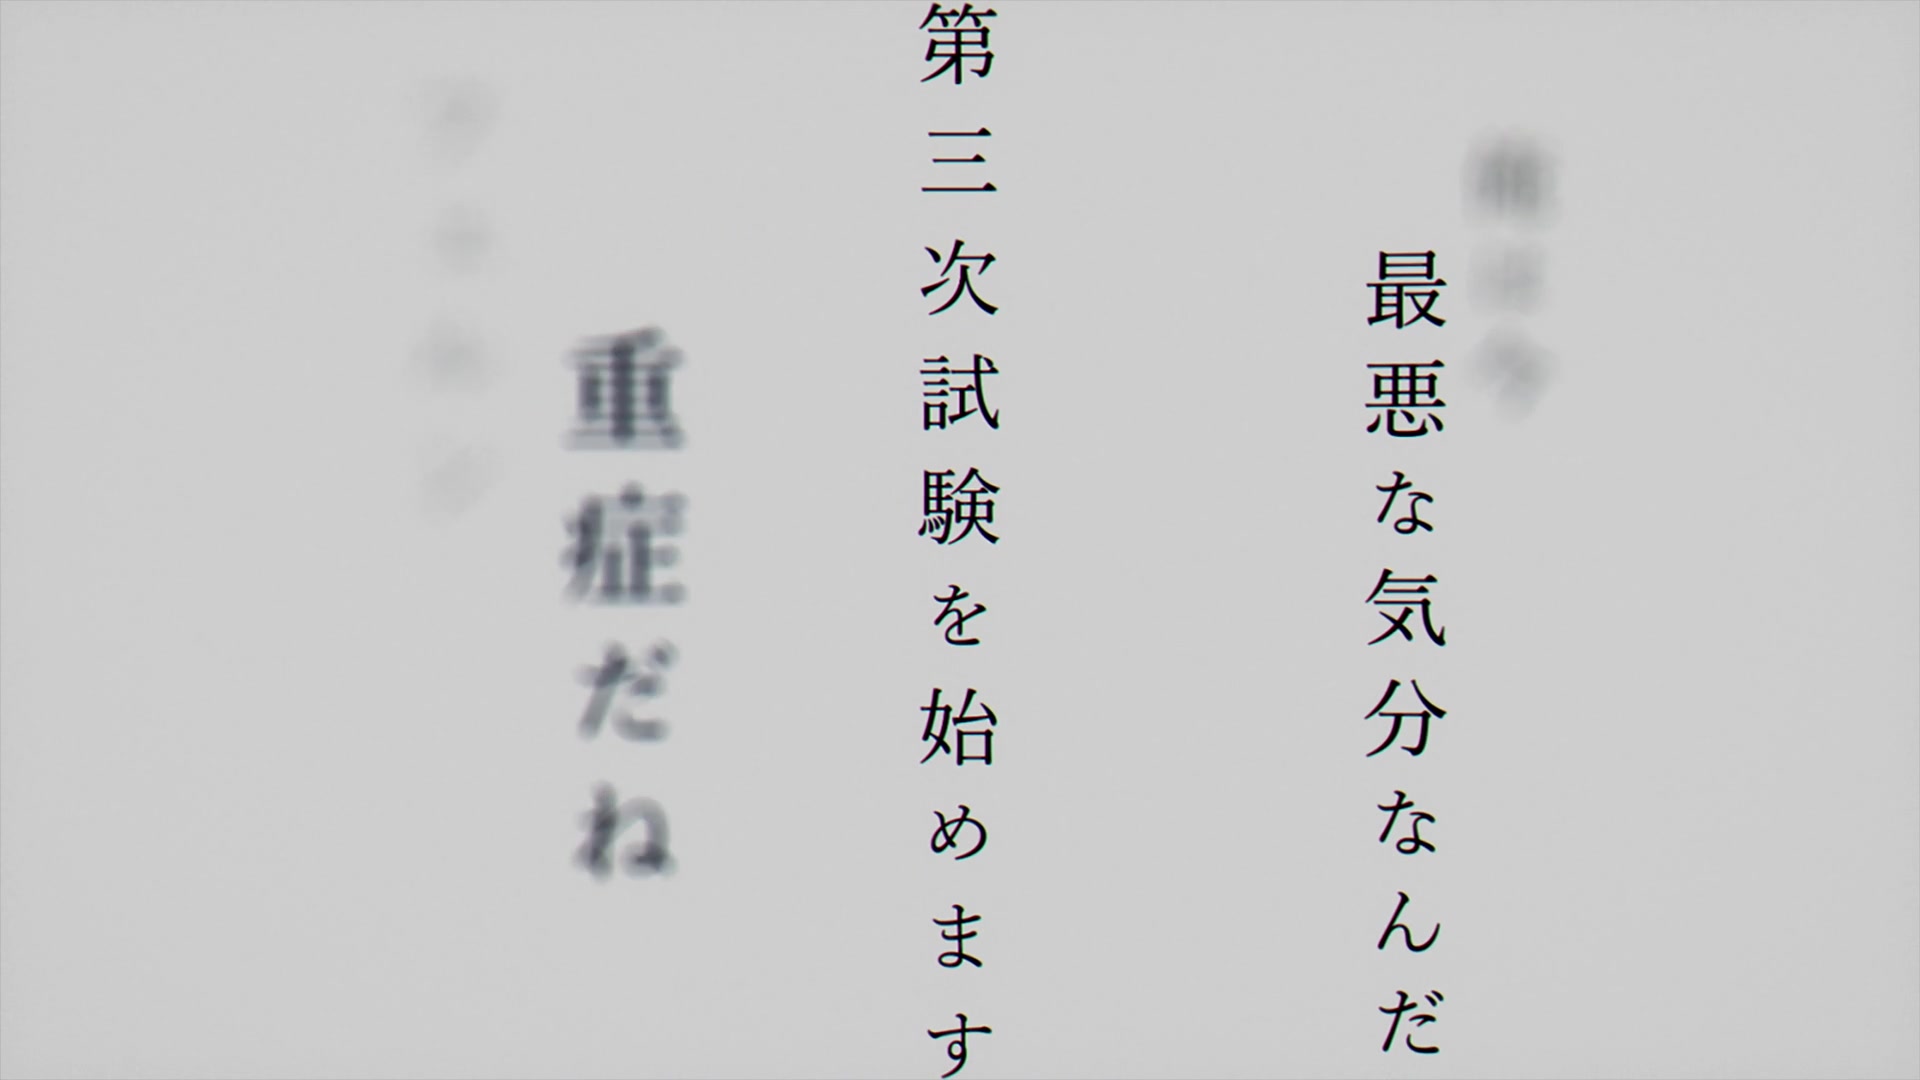 最悪な気分なんだ
第三次試験を始めます
重症だね